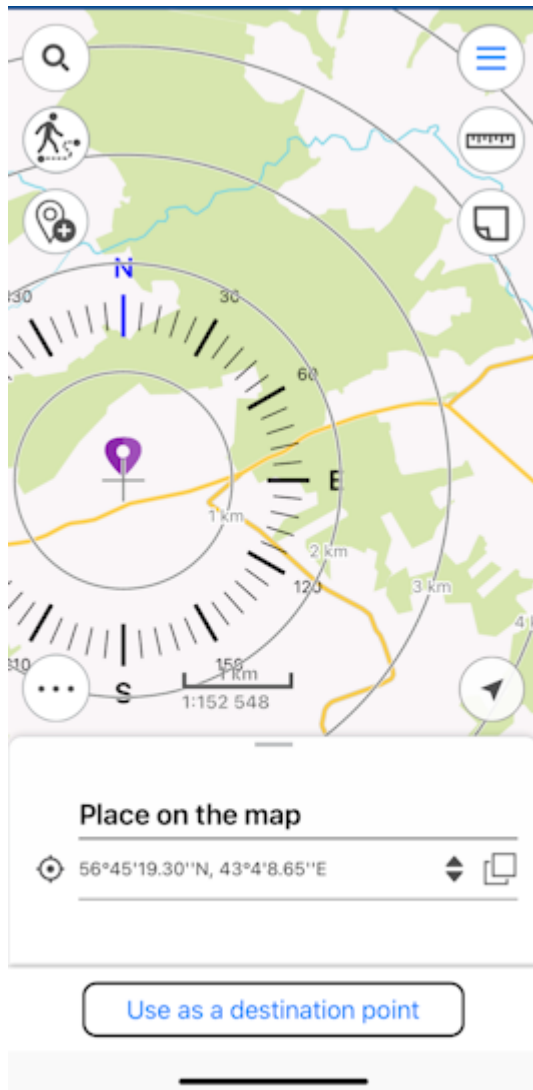 N
330
30
60
E
1 km
2 km
120
3 km
4
210
150
1 km
S
1:152 548
Place on the map
56°45'19.30''N, 43°4'8.65''E
Use as a destination point